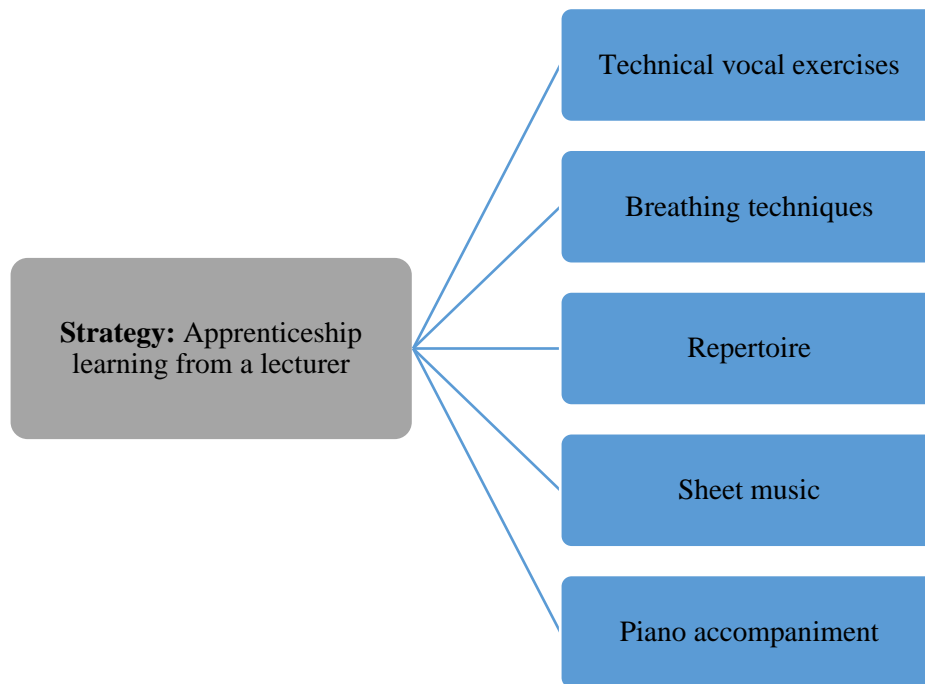 Strategy: Apprenticeship
learning from a lecturer
Technical vocal exercises
Breathing techniques
Repertoire
Sheet music
Piano accompaniment